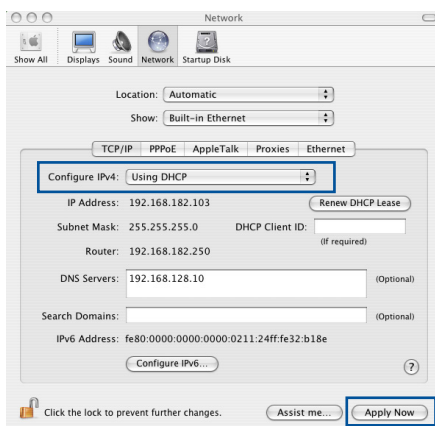 Network
Show All Displays Sound Network Startup Disk
Location: Automatic
Show: Built-in Ethernet
TCP/IP PPPoE AppleTalk Proxies Ethernet
Configure IPv4: Using DHCP
IP Address: 192.168.182.103 Renew DHCP Lease
Subnet Mask: 255.255.255.0 DHCP Client ID:
(If required)
Router: 192.168.182.250
DNS Servers: 192.168.128.10 (Optional)
Search Domains: (Optional)
IPv6 Address: fe80:0000:0000:0000:0211:24ff:fe32:b18e
Configure IPv6... ?
Click the lock to prevent further changes. Assist me... Apply Now